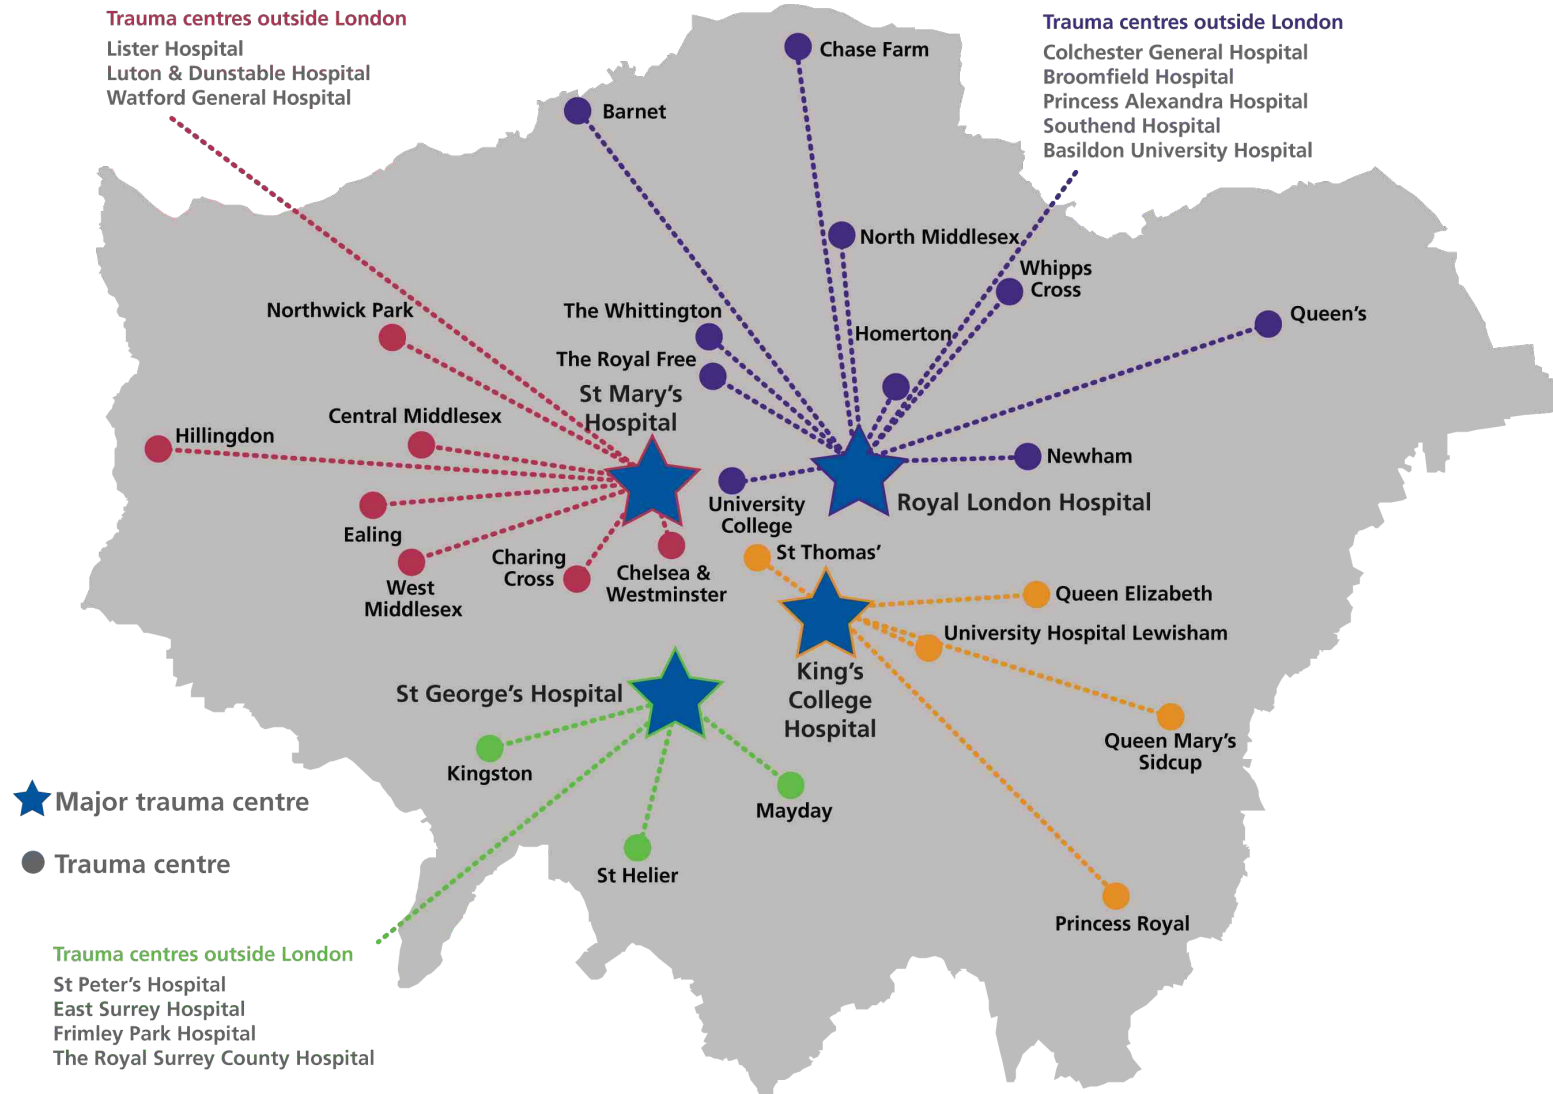 Trauma centres outside London
Lister Hospital
Luton & Dunstable Hospital
Watford General Hospital
Trauma centres outside London
Colchester General Hospital
Broomfield Hospital
Princess Alexandra Hospital
Southend Hospital
Basildon University Hospital
Chase Farm
Barnet
North Middlesex
Whipps
Cross
Northwick Park
The Whittington
Queen's
Homerton
The Royal Free
St Mary's
Hospital
Central Middlesex
Hillingdon
Newham
University
College
Royal London Hospital
Ealing
West
Middlesex
Charing
Cross
Chelsea &
Westminster
St Thomas'
Queen Elizabeth
University Hospital Lewisham
King's
College
Hospital
St George's Hospital
Queen Mary's
Sidcup
Kingston
Mayday
St Helier
Princess Royal
Major trauma centre
Trauma centre
Trauma centres outside London
St Peter's Hospital
East Surrey Hospital
Frimley Park Hospital
The Royal Surrey County Hospital